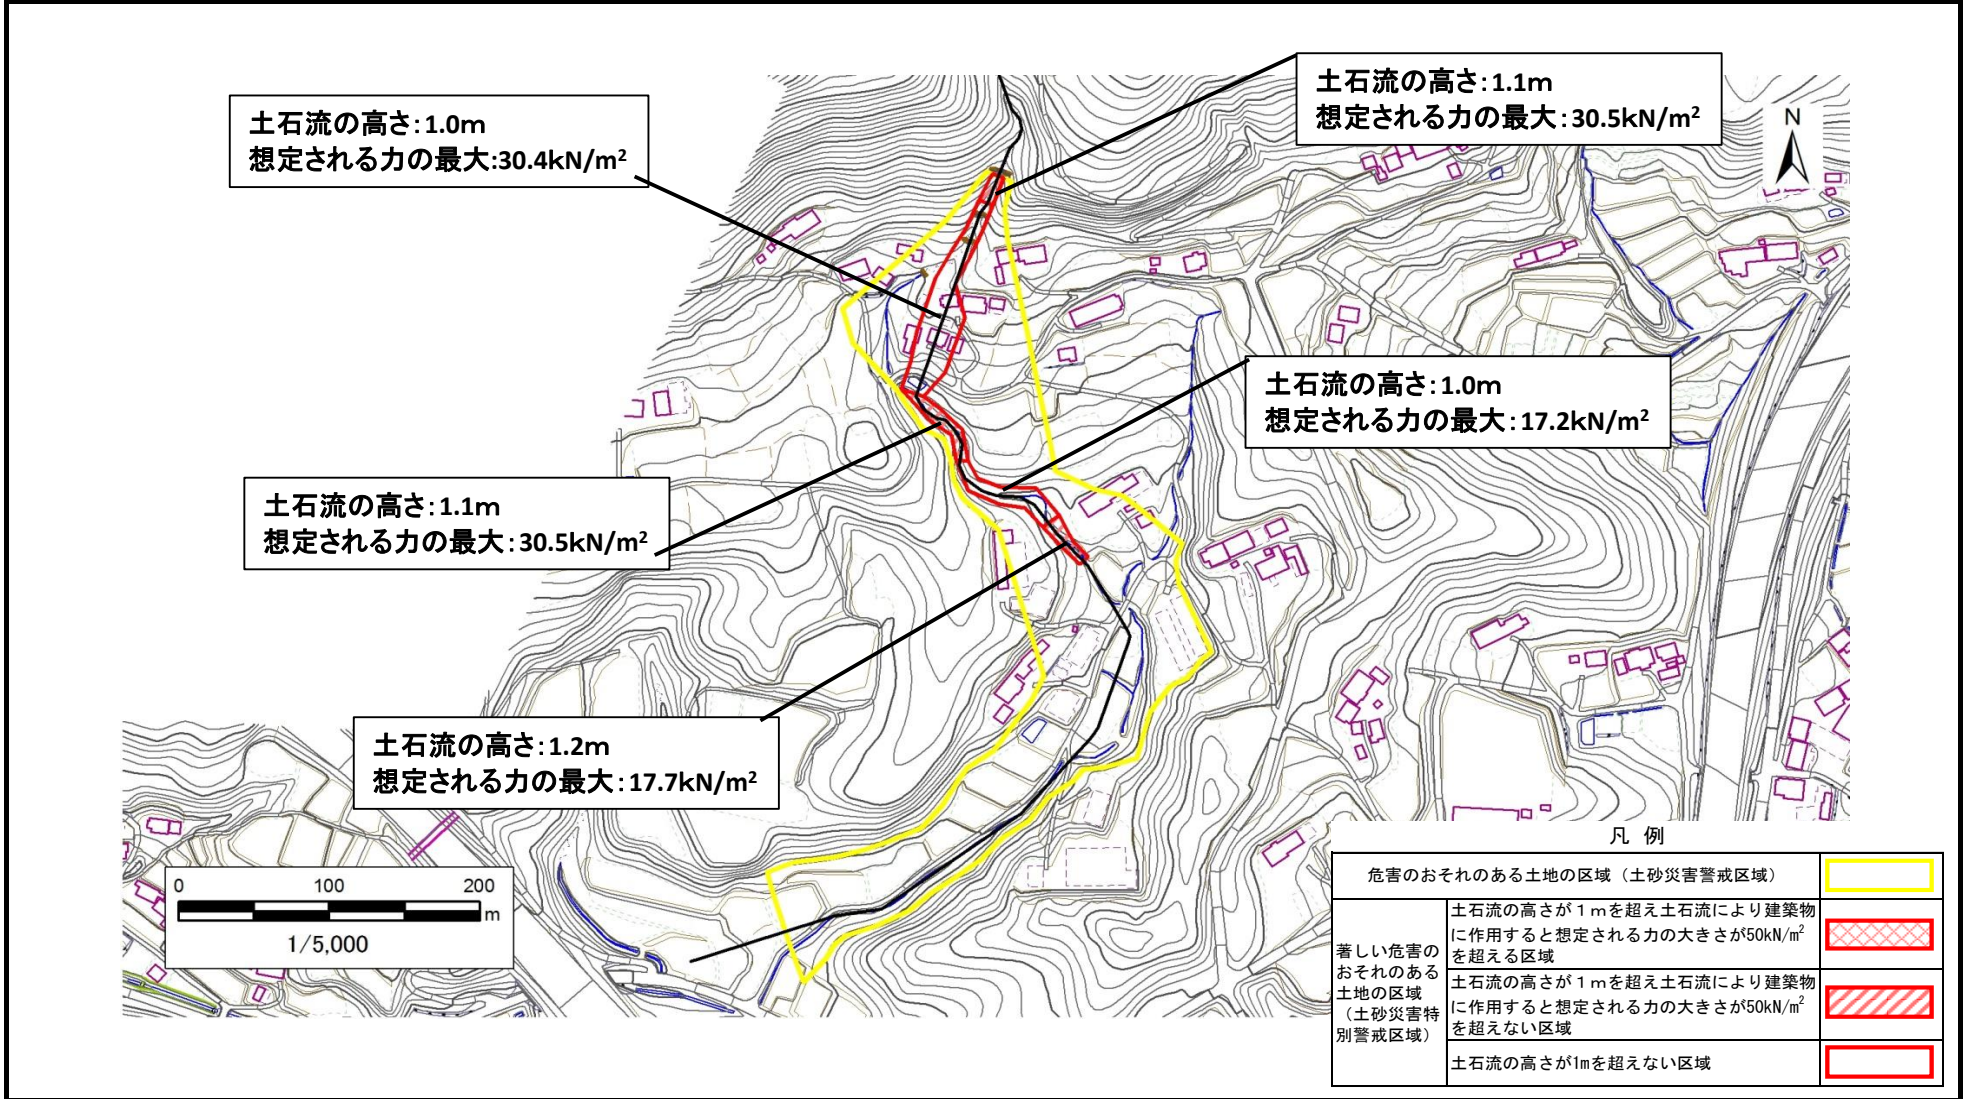 土石流の高さ:1.1m
想定される力の最大:30.5kN/m²
土石流の高さ:1.0m
想定される力の最大:30.4kN/m²
N
土石流の高さ:1.0m
想定される力の最大:17.2kN/m²
土石流の高さ:1.1m
想定される力の最大:30.5kN/m²
土石流の高さ:1.2m
想定される力の最大:17.7kN/m²
0 100 200
m
1/5,000
凡 例
危害のおそれのある土地の区域（土砂災害警戒区域）
著しい危害の
おそれのある
土地の区域
（土砂災害特
別警戒区域）
土石流の高さが１ｍを超え土石流により建築物
に作用すると想定される力の大きさが50kN/㎡
を超える区域
土石流の高さが１ｍを超え土石流により建築物
に作用すると想定される力の大きさが50kN/㎡
を超えない区域
土石流の高さが1mを超えない区域